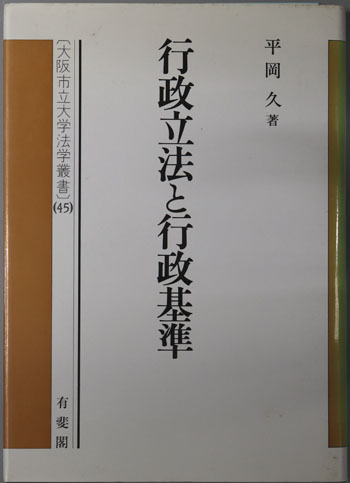 平岡久著
行政立法と行政基準
〔大阪市立大学法学叢書〕(45)
有斐閣